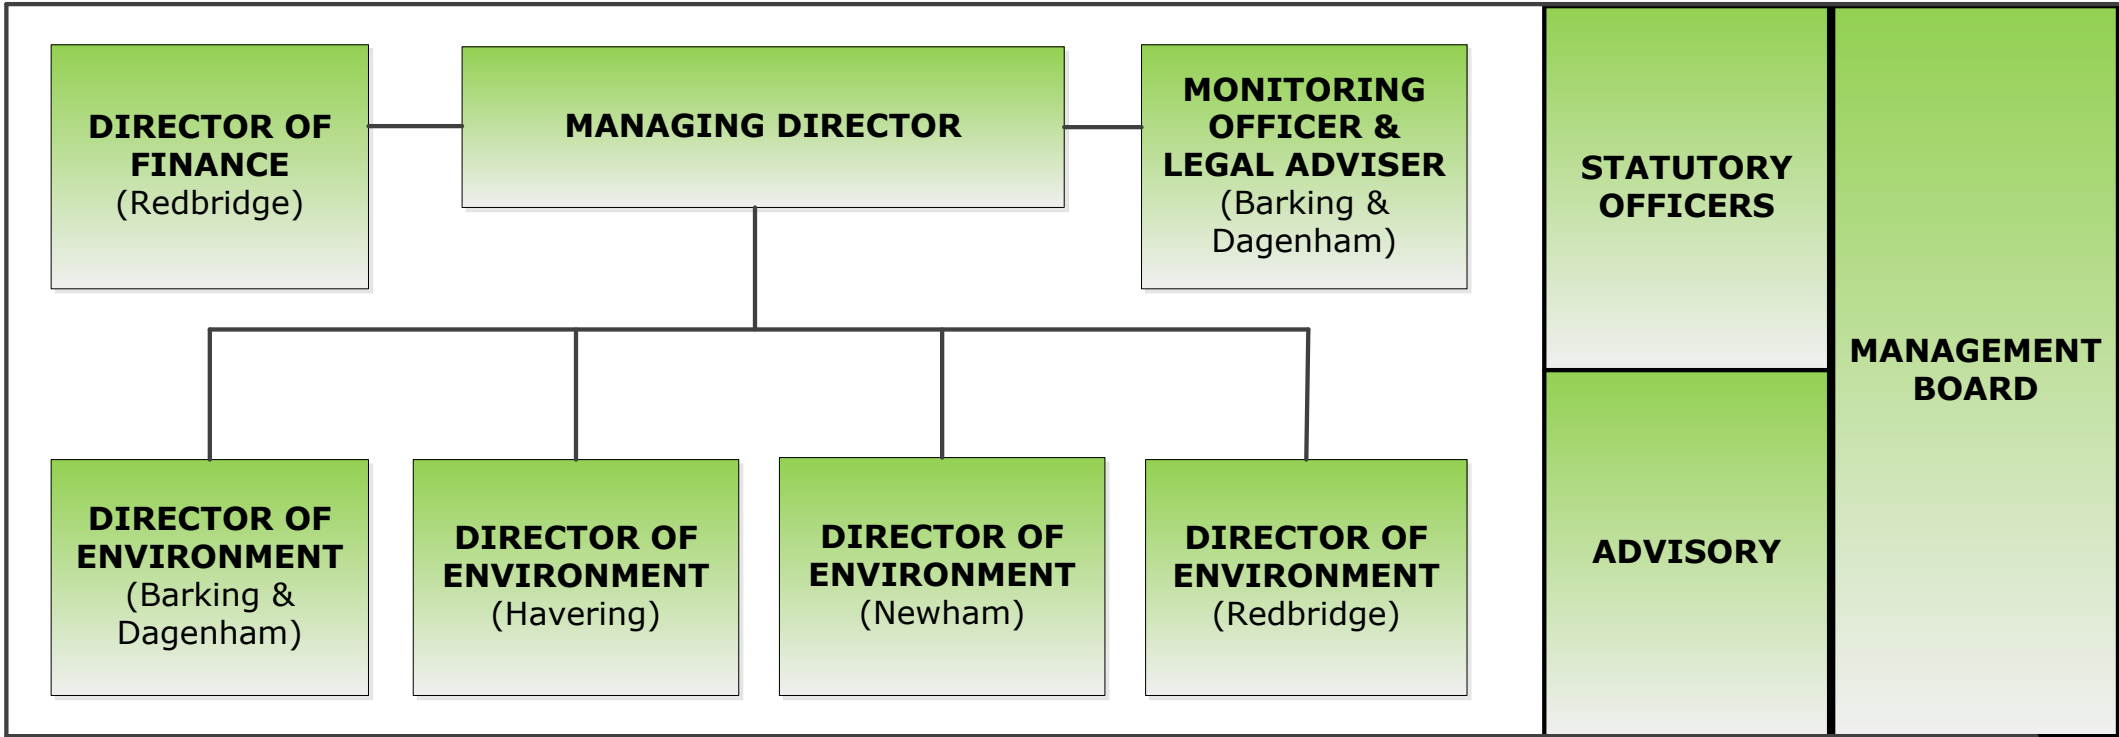 DIRECTOR OF
FINANCE
(Redbridge)
MANAGING DIRECTOR
MONITORING
OFFICER &
LEGAL ADVISER
(Barking &
Dagenham)
STATUTORY
OFFICERS
MANAGEMENT
BOARD
DIRECTOR OF
ENVIRONMENT
(Barking &
Dagenham)
DIRECTOR OF
ENVIRONMENT
(Havering)
DIRECTOR OF
ENVIRONMENT
(Newham)
DIRECTOR OF
ENVIRONMENT
(Redbridge)
ADVISORY